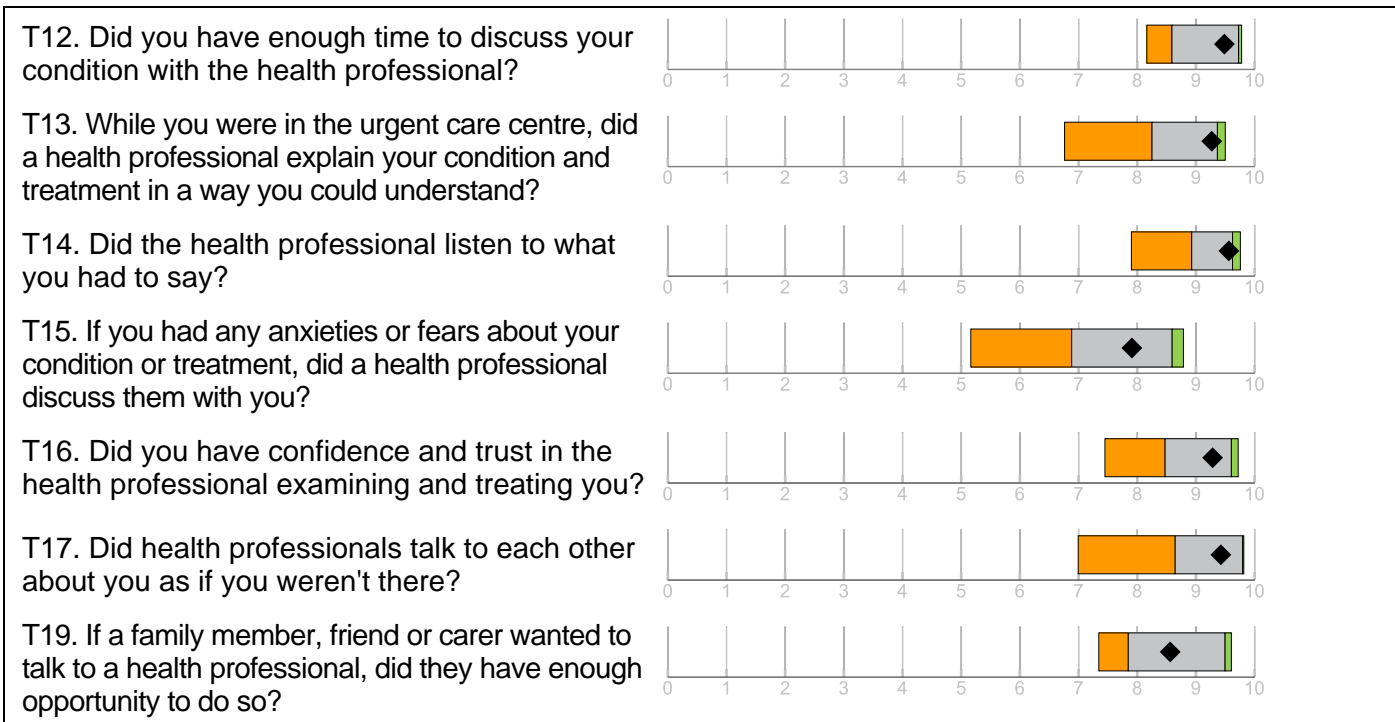 T12. Did you have enough time to discuss your
condition with the health professional?
0 1 2 3 4 5 6 7 8 9 10
T13. While you were in the urgent care centre, did
a health professional explain your condition and
treatment in a way you could understand?
0 1 2 3 4 5 6 7 8 9 10
T14. Did the health professional listen to what
you had to say?
0 1 2 3 4 5 6 7 8 9 10
T15. If you had any anxieties or fears about your
condition or treatment, did a health professional
discuss them with you?
0 1 2 3 4 5 6 7 8 9 10
T16. Did you have confidence and trust in the
health professional examining and treating you?
0 1 2 3 4 5 6 7 8 9 10
T17. Did health professionals talk to each other
about you as if you weren't there?
0 1 2 3 4 5 6 7 8 9 10
T19. If a family member, friend or carer wanted to
talk to a health professional, did they have enough
opportunity to do so?
0 1 2 3 4 5 6 7 8 9 10